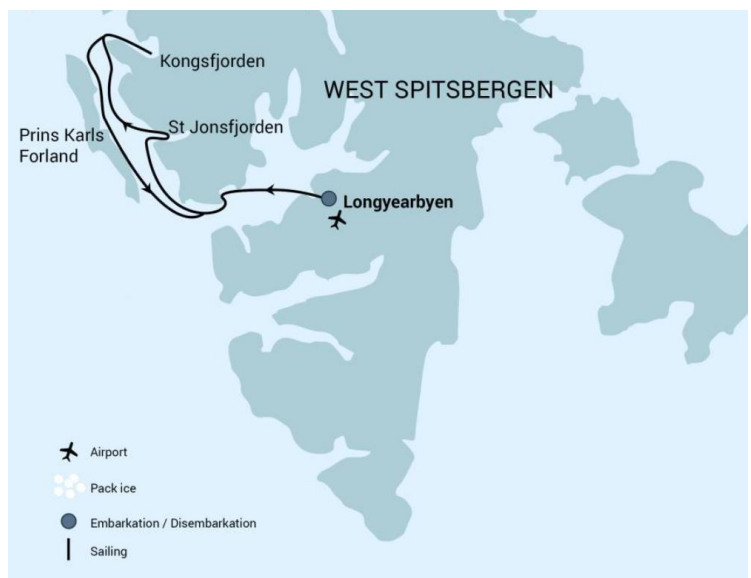 Kongsfjorden
WEST SPITSBERGEN
St Jonsfjorden
Prins Karls
Forland
Longyearbyen
Airport
Pack ice
Embarkation / Disembarkation
Sailing